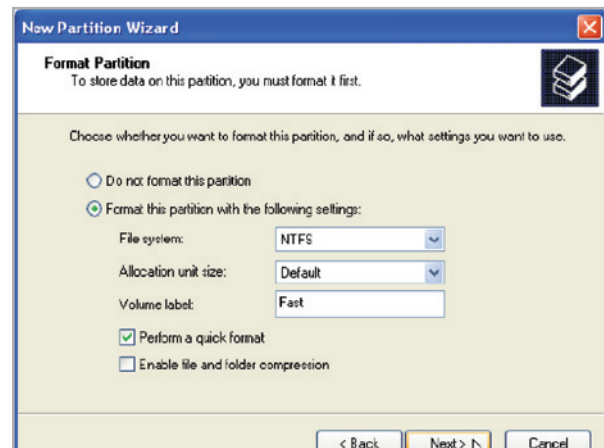 New Partition Wizard
Format Partition
To store data on this partition, you must format it first.
Choose whether you want to format this partition, and if so, what settings you want to use.
Do not format this partition
Format this partition with the following settings:
File system: NTFS
Allocation unit size: Default
Volume label: Fast
Perform a quick format
Enable file and folder compression
< Back Next > Cancel